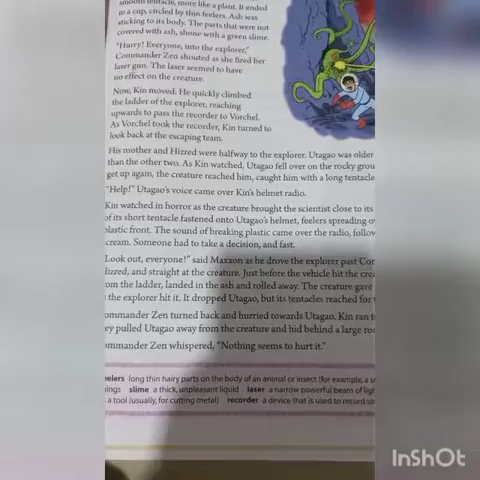 smooth tentacle, move like a plant. It ended
in a cup, circled by thin feelers. Ash was
sticking to its body. The parts that were not
covered with ash, shone with a green slime.
"Hurry! Everyone, into the explorer,"
Commander Zen shouted as she fired her
laser gun. The laser seemed to have
no effect on the creature.
Now, Kin moved. He quickly climbed
the ladder of the explorer, reaching
upwards to pass the recorder to Vorchel.
As Vorchel took the recorder, Kin turned to
look back at the escaping team.
His mother and Hizred were halfway to the explorer. Utagao was older
than the other two. As Kin watched, Utagao fell over on the rocky grou
get up again, the creature reached him, caught him with a long tentacle
"Help!" Utagao's voice came over Kin's helmet radio.
Kin watched in horror as the creature brought the scientist close to its
of its short tentacle fastened onto Utagao's helmet, feelers spreading ov
plastic front. The sound of breaking plastic came over the radio, follow
cream. Someone had to take a decision, and fast.
Look out, everyone!" said Maxxon as he drove the explorer past Co
Hizred, and straight at the creature. Just before the vehicle hit the crea
om the ladder, landed in the ash and rolled away. The creature gave
the explorer hit it. It dropped Utagao, but its tentacles reached for
ommander Zen turned back and hurried towards Utagao. Kin ran t
ey pulled Utagao away from the creature and hid behind a large roc
ommander Zen whispered, "Nothing seems to hurt it."
eelers long thin hairy parts on the body of an animal or insect (for example, a
ings slime a thick, unpleasant liquid laser a narrow powerful beam of ligh
a tool (usually, for cutting metal) recorder a device that is used to record so
InShOt